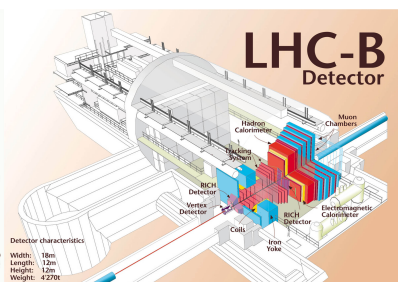 LHC-B
Detector
Muon
Chambers
Hadron
Calorimeter
Tracking
System
RICH
Detector
Vertex
Detector
Coils
Iron
Yoke
RICH
Detector
Electromagnetic
Calorimeter
Detector characteristics
Width: 18m
Length: 12m
Height: 12m
Weight: 4'270t